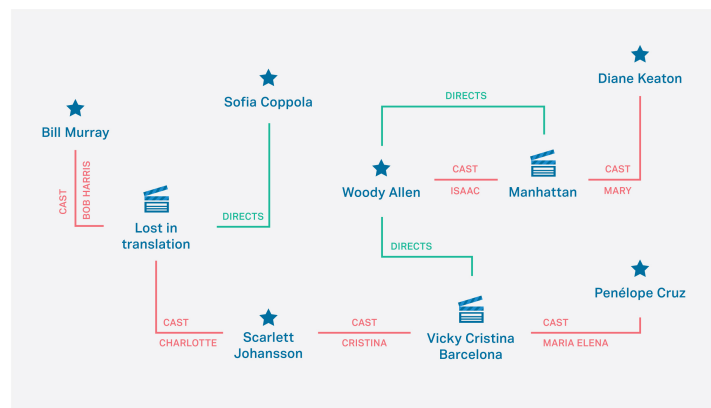 Diane Keaton
Sofia Coppola
DIRECTS
Bill Murray
CAST
BOB HARRIS
Woody Allen
CAST
ISAAC
Manhattan
CAST
MARY
Lost in
translation
DIRECTS
DIRECTS
Penélope Cruz
CAST
CHARLOTTE
Scarlett
Johansson
CAST
CRISTINA
Vicky Cristina
Barcelona
CAST
MARIA ELENA